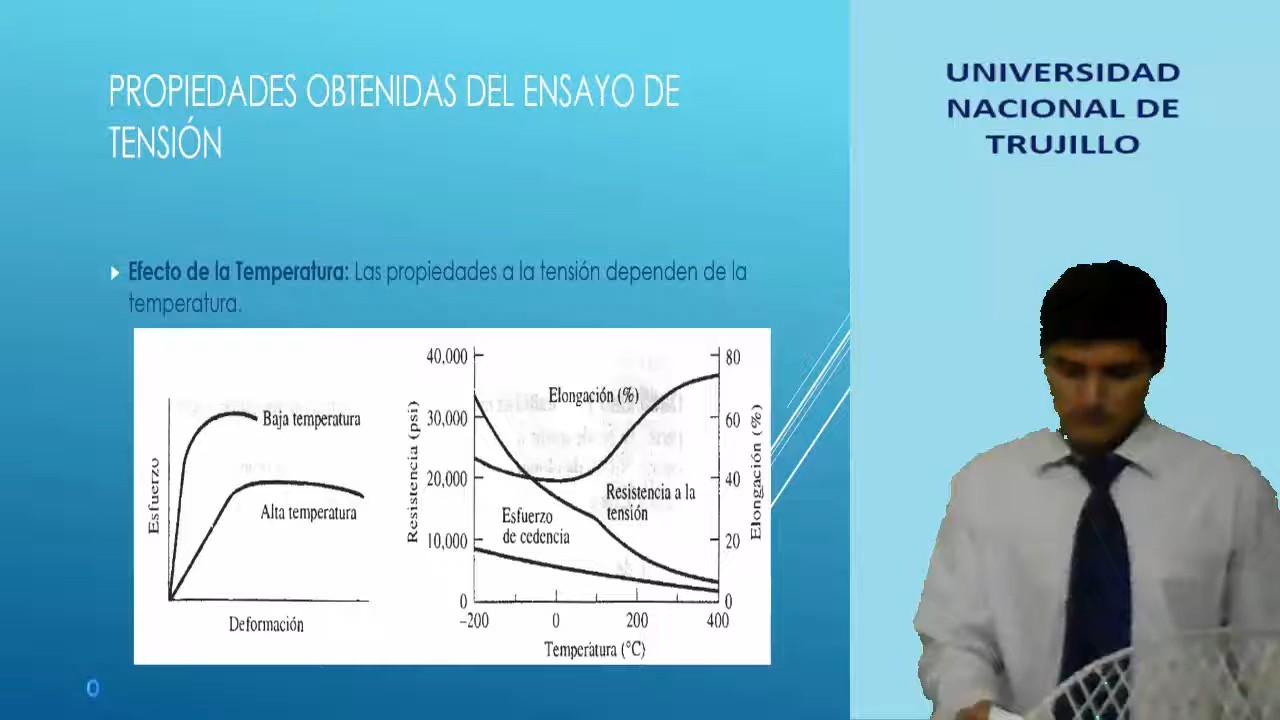 PROPIEDADES OBTENIDAS DEL ENSAYO DE
TENSIÓN
UNIVERSIDAD
NACIONAL DE
TRUJILLO
Efecto de la Temperatura: Las propiedades a la tensión dependen de la
temperatura.
Esfuerzo
Baja temperatura
Alta temperatura
Deformación
Resistencia (psi)
40,000
30,000
20,000
10,000
0
Elongación (%)
Resistencia a la
tensión
Esfuerzo
de cedencia
80
60
40
20
0
Elongación (%)
–200
0
200
400
Temperatura (°C)